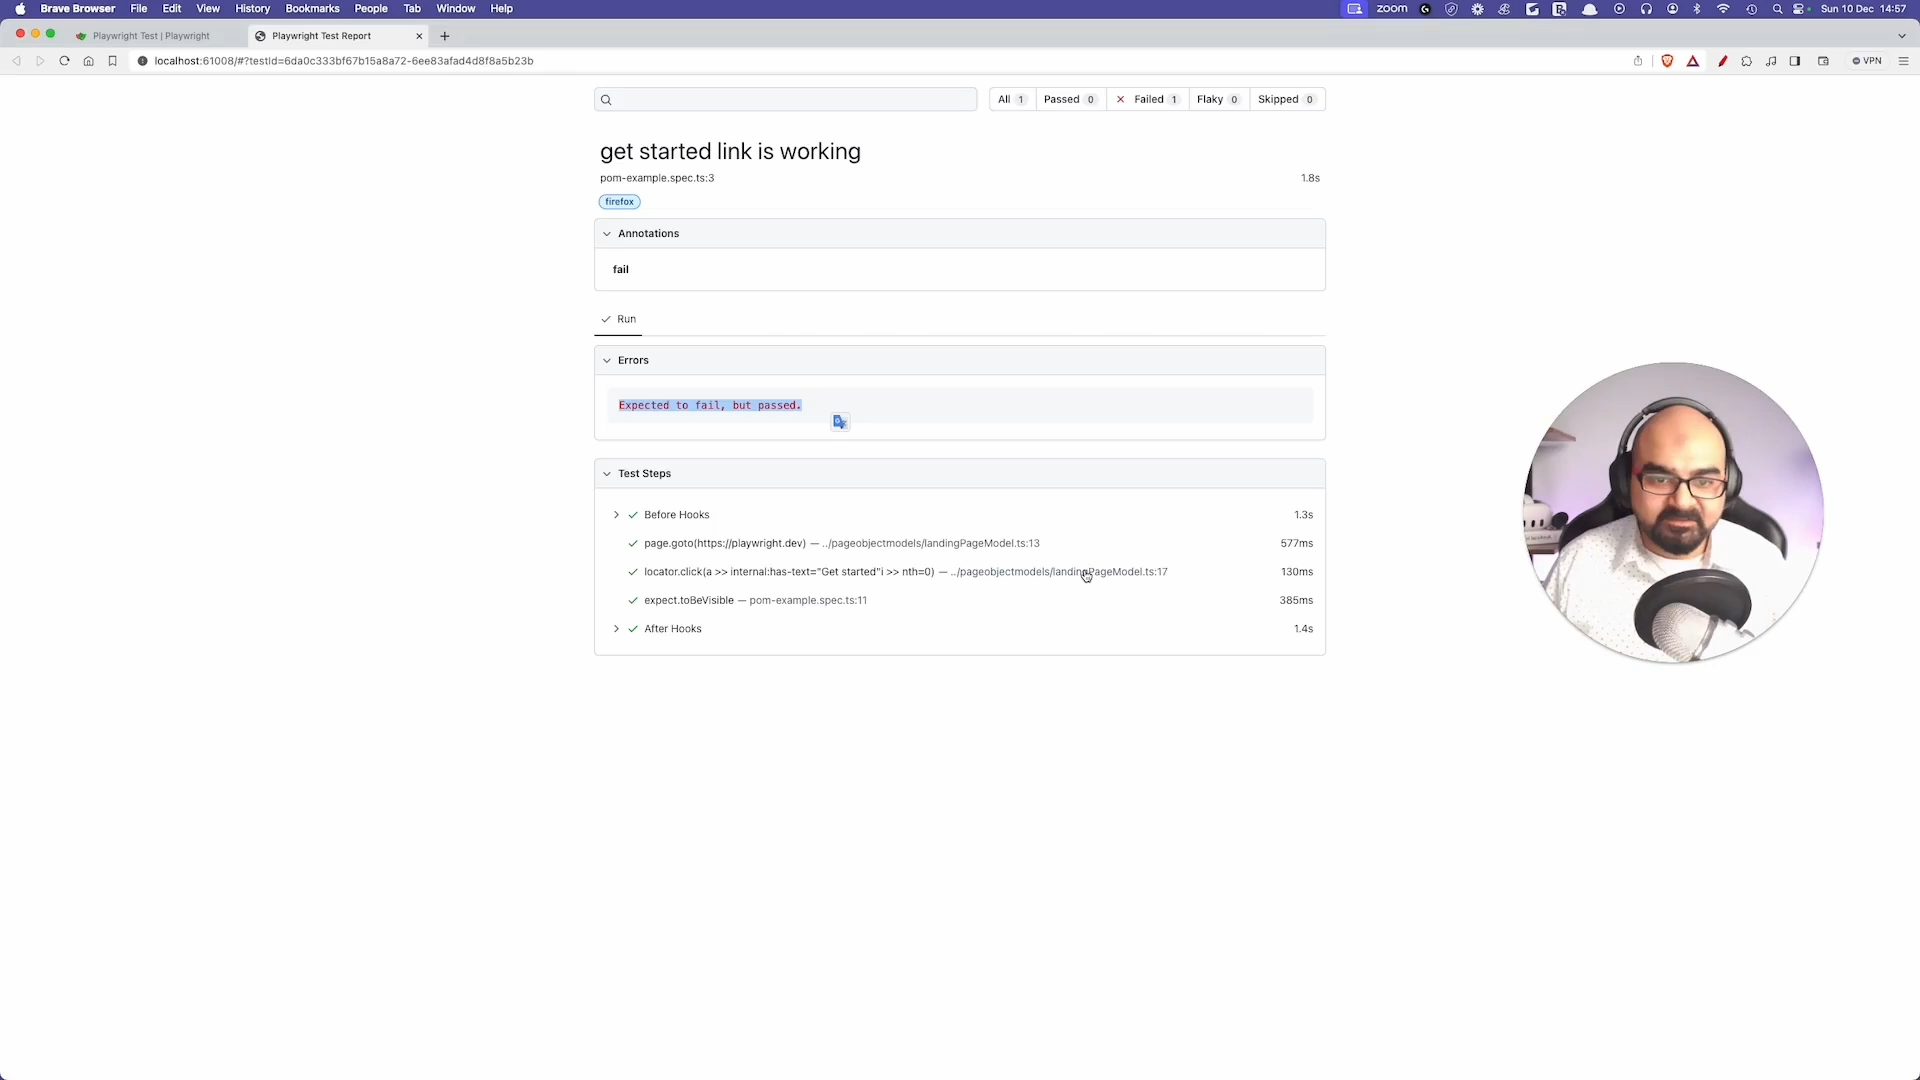 Brave Browser File Edit View History Bookmarks People Tab Window Help zoom Sun 10 Dec 14:57
Playwright Test | Playwright Playwright Test Report
localhost:61008/#?testId=6da0c333bf67b15a8a72-6ee83afad4d8f8a5b23b VPN
All 1 Passed 0 Failed 1 Flaky 0 Skipped 0
get started link is working
pom-example.spec.ts:3 1.8s
firefox
Annotations
fail
Run
Errors
Expected to fail, but passed.
Test Steps
Before Hooks 1.3s
page.goto(https://playwright.dev) — ../pageobjectmodels/landingPageModel.ts:13 577ms
locator.click(a >> internal:has-text="Get started"i >> nth=0) — ../pageobjectmodels/landingPageModel.ts:17 130ms
expect.toBeVisible — pom-example.spec.ts:11 385ms
After Hooks 1.4s